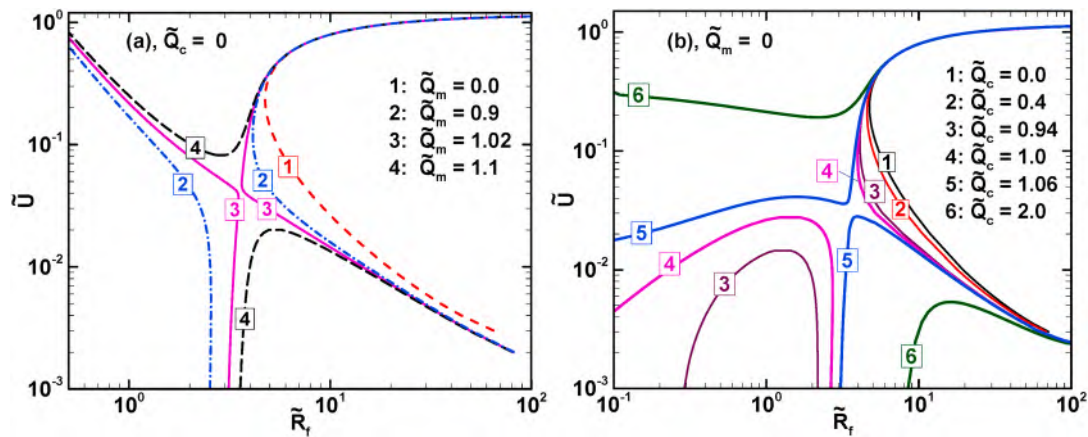 (a), Q̃c = 0
1: Q̃m = 0.0
2: Q̃m = 0.9
3: Q̃m = 1.02
4: Q̃m = 1.1
10⁰
10⁻¹
10⁻²
10⁻³
Ũ
4
1
2
2
3
3
4
10⁰
10¹
10²
R̃f
(b), Q̃m = 0
1: Q̃c = 0.0
2: Q̃c = 0.4
3: Q̃c = 0.94
4: Q̃c = 1.0
5: Q̃c = 1.06
6: Q̃c = 2.0
10⁰
10⁻¹
10⁻²
10⁻³
Ũ
6
1
4
3
2
5
5
4
3
6
10⁻¹
10⁰
10¹
10²
R̃f